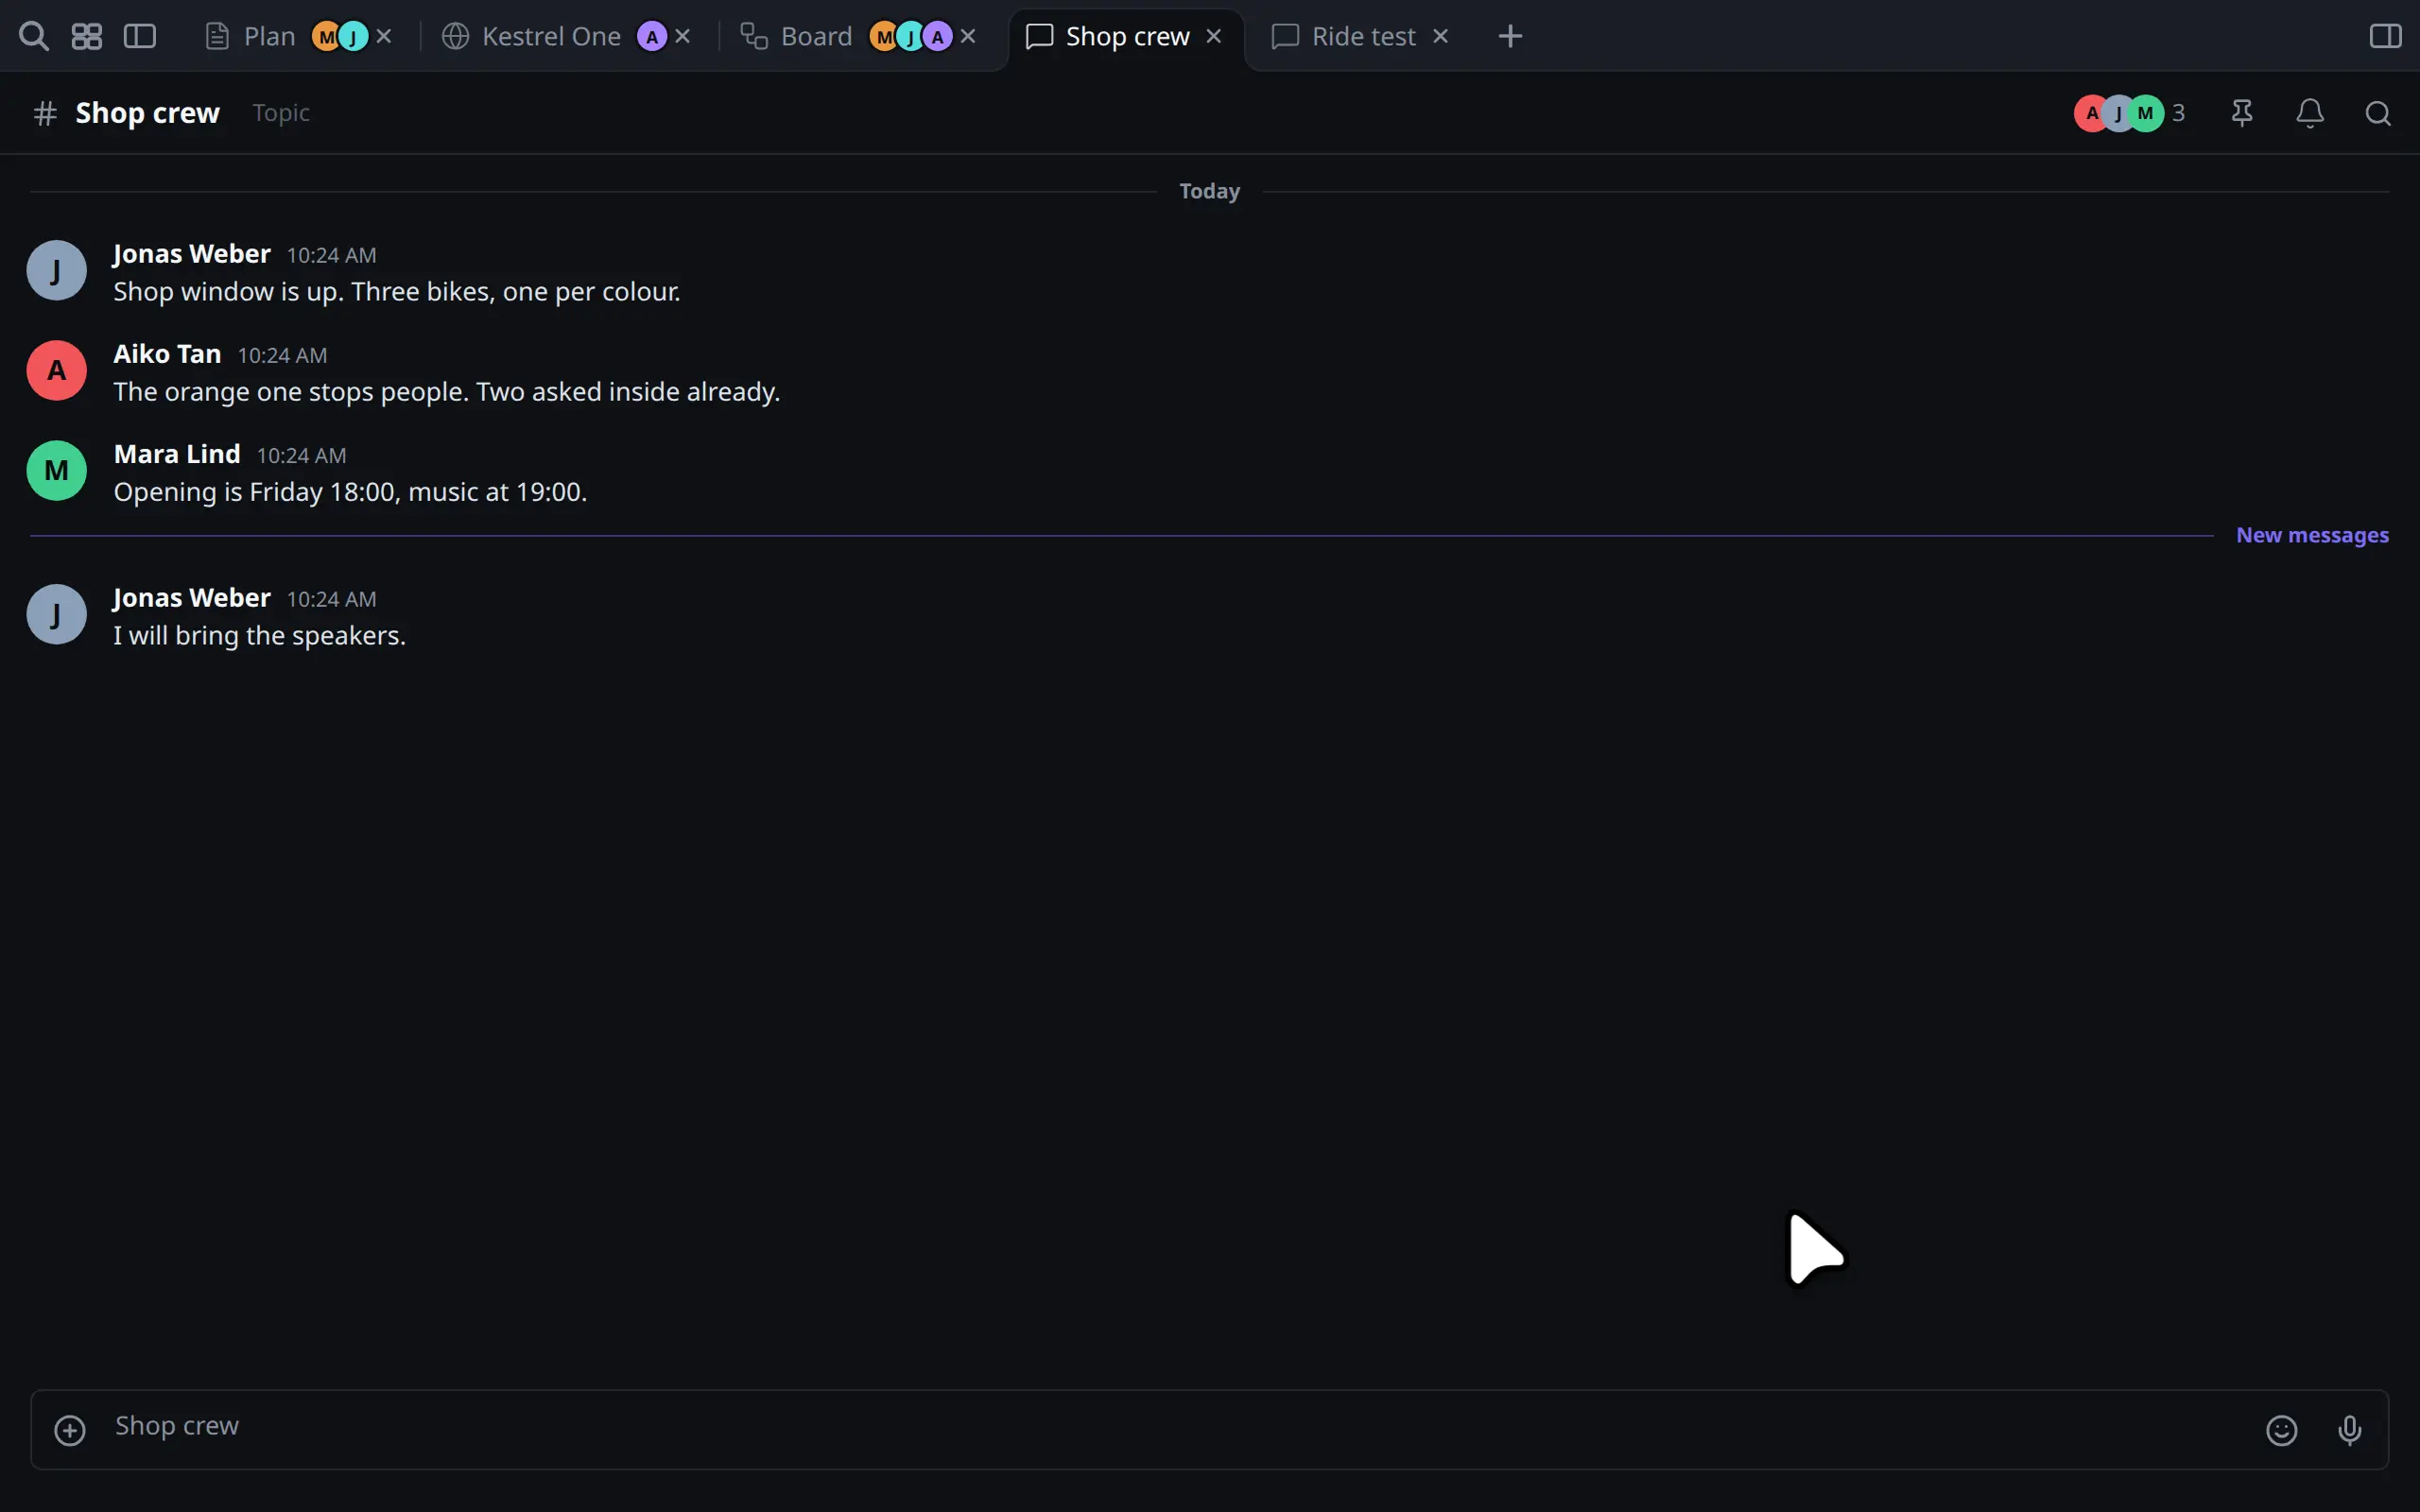 Plan M J
Kestrel One A
Board M J A
Shop crew
Ride test
# Shop crew Topic
A J M 3
Today
J Jonas Weber 10:24 AM
Shop window is up. Three bikes, one per colour.
A Aiko Tan 10:24 AM
The orange one stops people. Two asked inside already.
M Mara Lind 10:24 AM
Opening is Friday 18:00, music at 19:00.
New messages
J Jonas Weber 10:24 AM
I will bring the speakers.
Shop crew